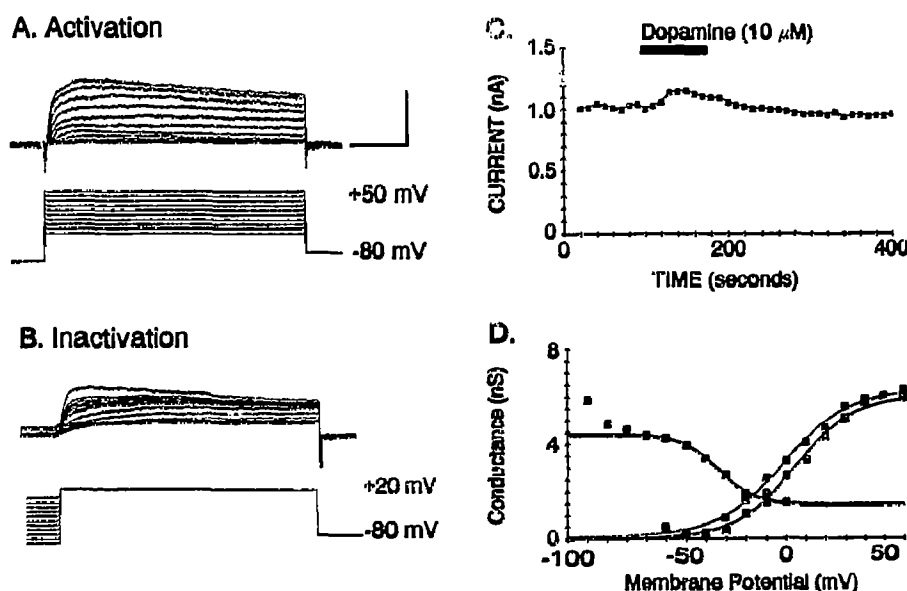 A. Activation
+50 mV
-80 mV
B. Inactivation
+20 mV
-80 mV
C.
Dopamine (10 µM)
1.5
1.0
0.5
0
CURRENT (nA)
0
200
400
TIME (seconds)
D.
8
4
0
Conductance (nS)
-100
-50
0
50
Membrane Potential (mV)